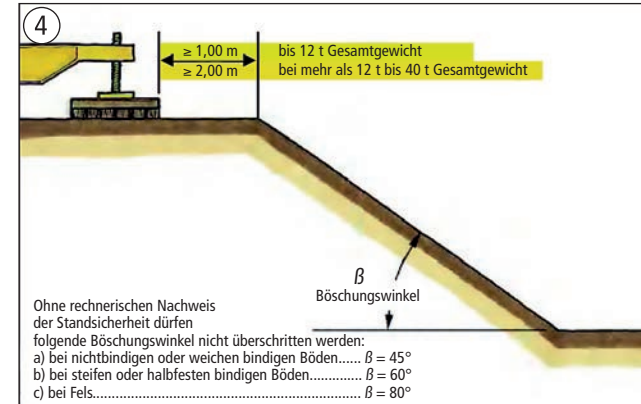 4
≥ 1,00 m bis 12 t Gesamtgewicht
≥ 2,00 m bei mehr als 12 t bis 40 t Gesamtgewicht
β
Böschungswinkel
Ohne rechnerischen Nachweis
der Standsicherheit dürfen
folgende Böschungswinkel nicht überschritten werden:
a) bei nichtbindigen oder weichen bindigen Böden...... β = 45°
b) bei steifen oder halbfesten bindigen Böden.............. β = 60°
c) bei Fels.................................................................... β = 80°